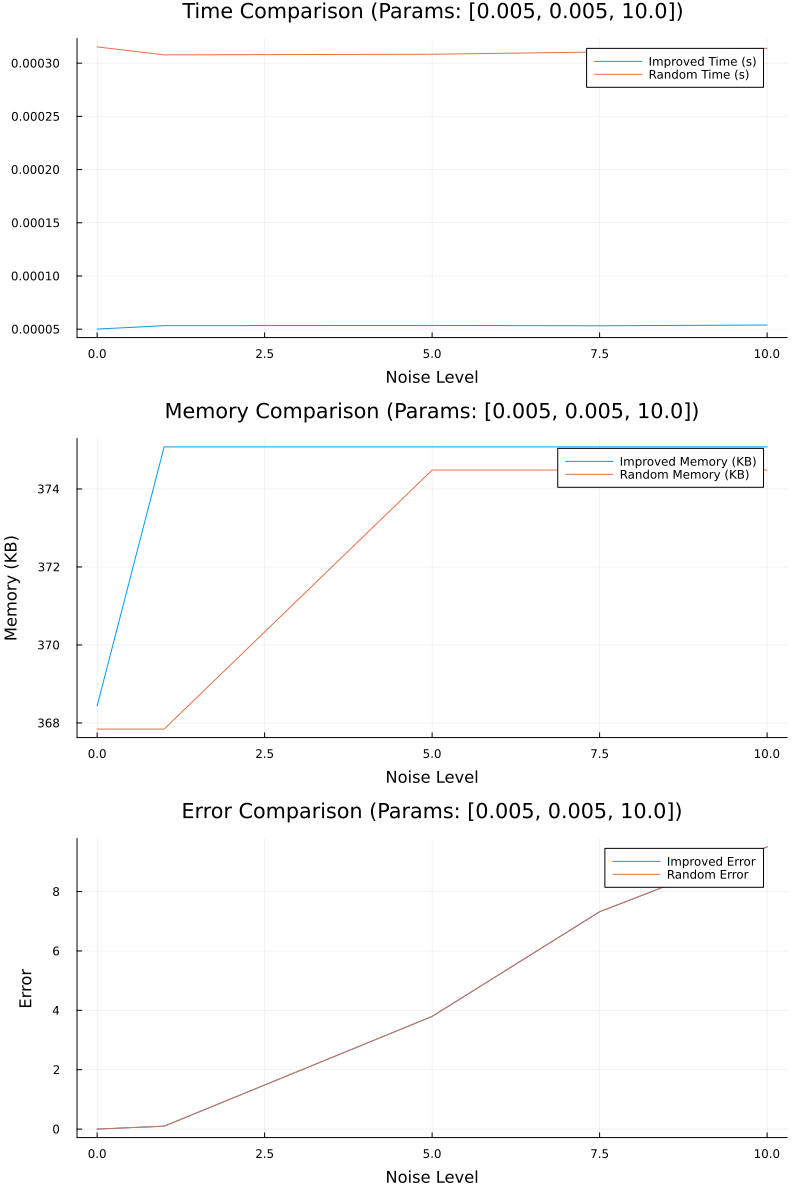 Time Comparison (Params: [0.005, 0.005, 10.0])
Improved Time (s)
Random Time (s)
0.00030
0.00025
0.00020
0.00015
0.00010
0.00005
0.0 2.5 5.0 7.5 10.0
Noise Level
Memory Comparison (Params: [0.005, 0.005, 10.0])
Improved Memory (KB)
Random Memory (KB)
Memory (KB)
374
372
370
368
0.0 2.5 5.0 7.5 10.0
Noise Level
Error Comparison (Params: [0.005, 0.005, 10.0])
Improved Error
Random Error
Error
8
6
4
2
0
0.0 2.5 5.0 7.5 10.0
Noise Level